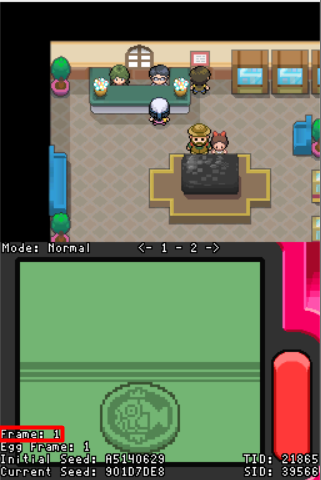 Mode: Normal <- 1 - 2 ->
Frame: 1
Egg Frame: 1
Initial Seed: A5140629 TID: 21865
Current Seed: 901D7DE8 SID: 39566